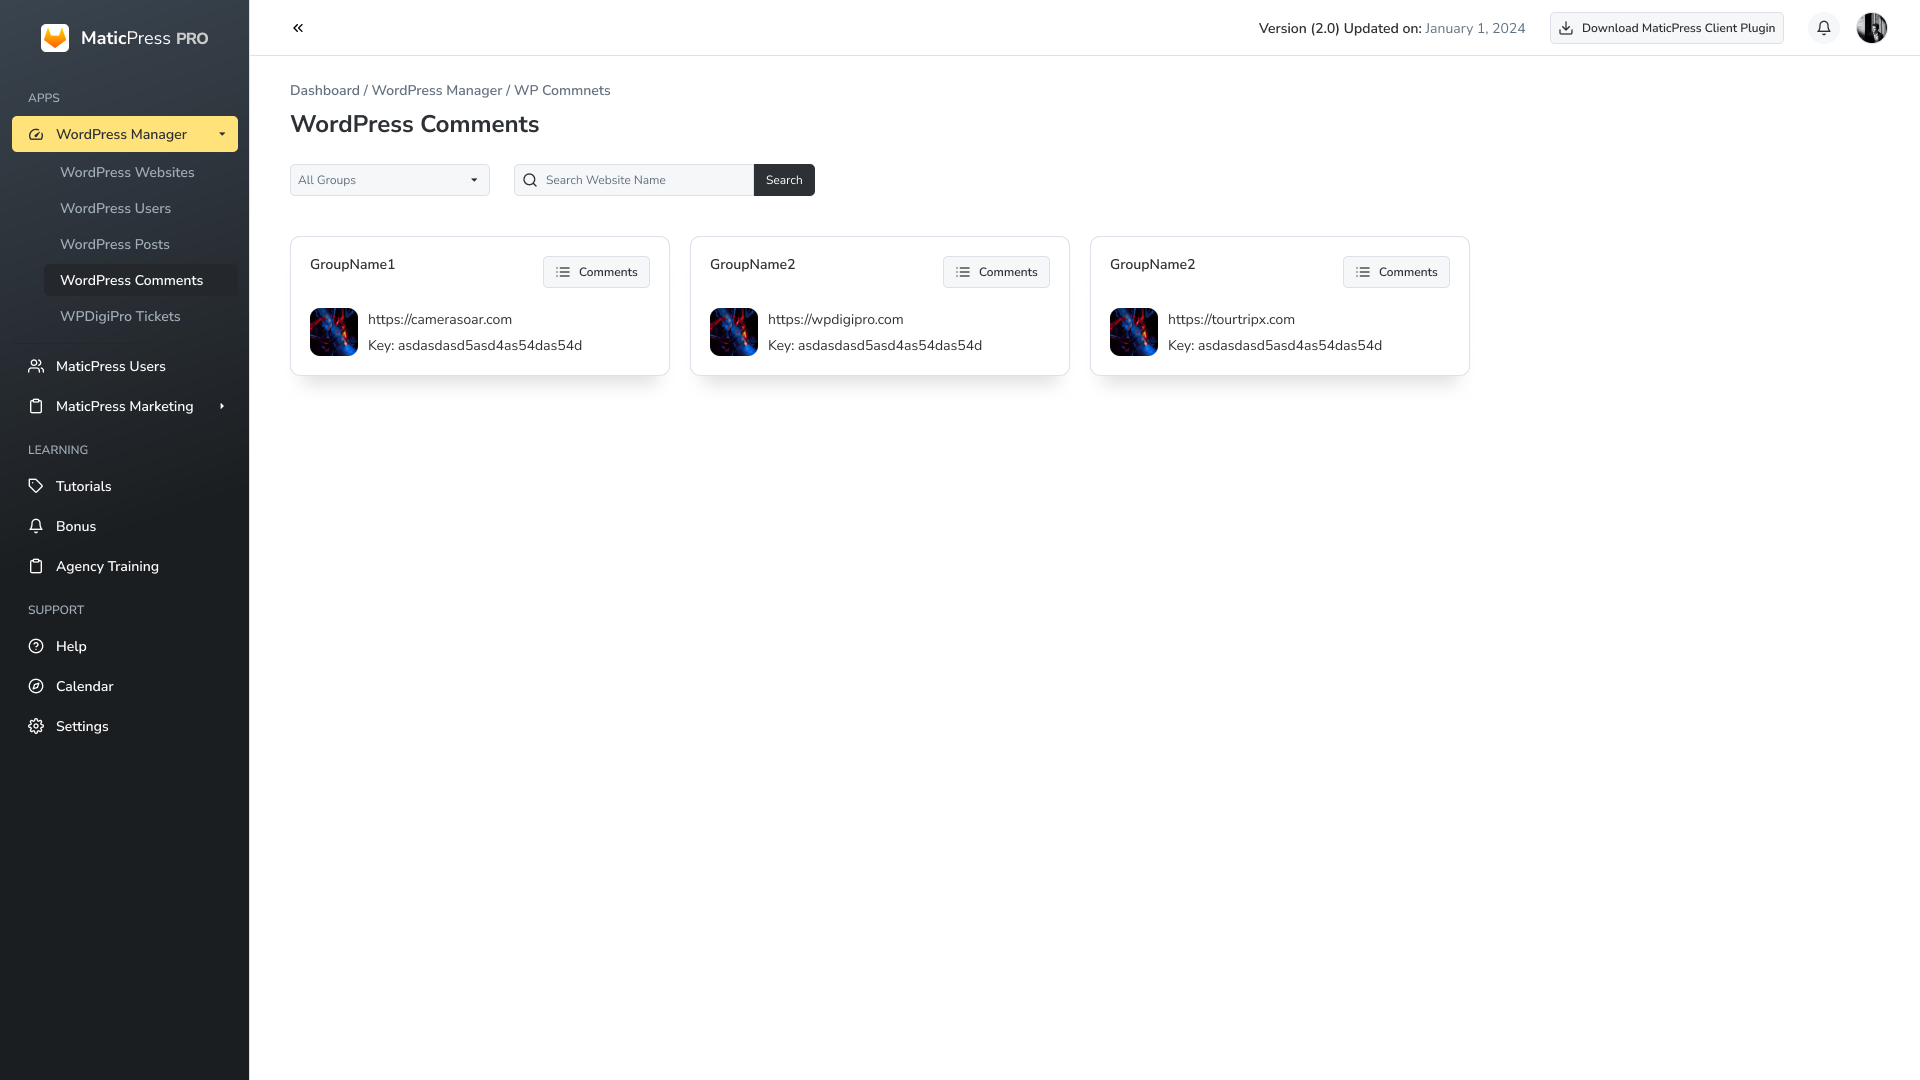 MaticPress PRO
APPS
WordPress Manager
WordPress Websites
WordPress Users
WordPress Posts
WordPress Comments
WPDigiPro Tickets
MaticPress Users
MaticPress Marketing
LEARNING
Tutorials
Bonus
Agency Training
SUPPORT
Help
Calendar
Settings
Version (2.0) Updated on: January 1, 2024
Download MaticPress Client Plugin
Dashboard / WordPress Manager / WP Commnets
WordPress Comments
All Groups
Search Website Name
Search
GroupName1
Comments
https://camerasoar.com
Key: asdasdasd5asd4as54das54d
GroupName2
Comments
https://wpdigipro.com
Key: asdasdasd5asd4as54das54d
GroupName2
Comments
https://tourtripx.com
Key: asdasdasd5asd4as54das54d